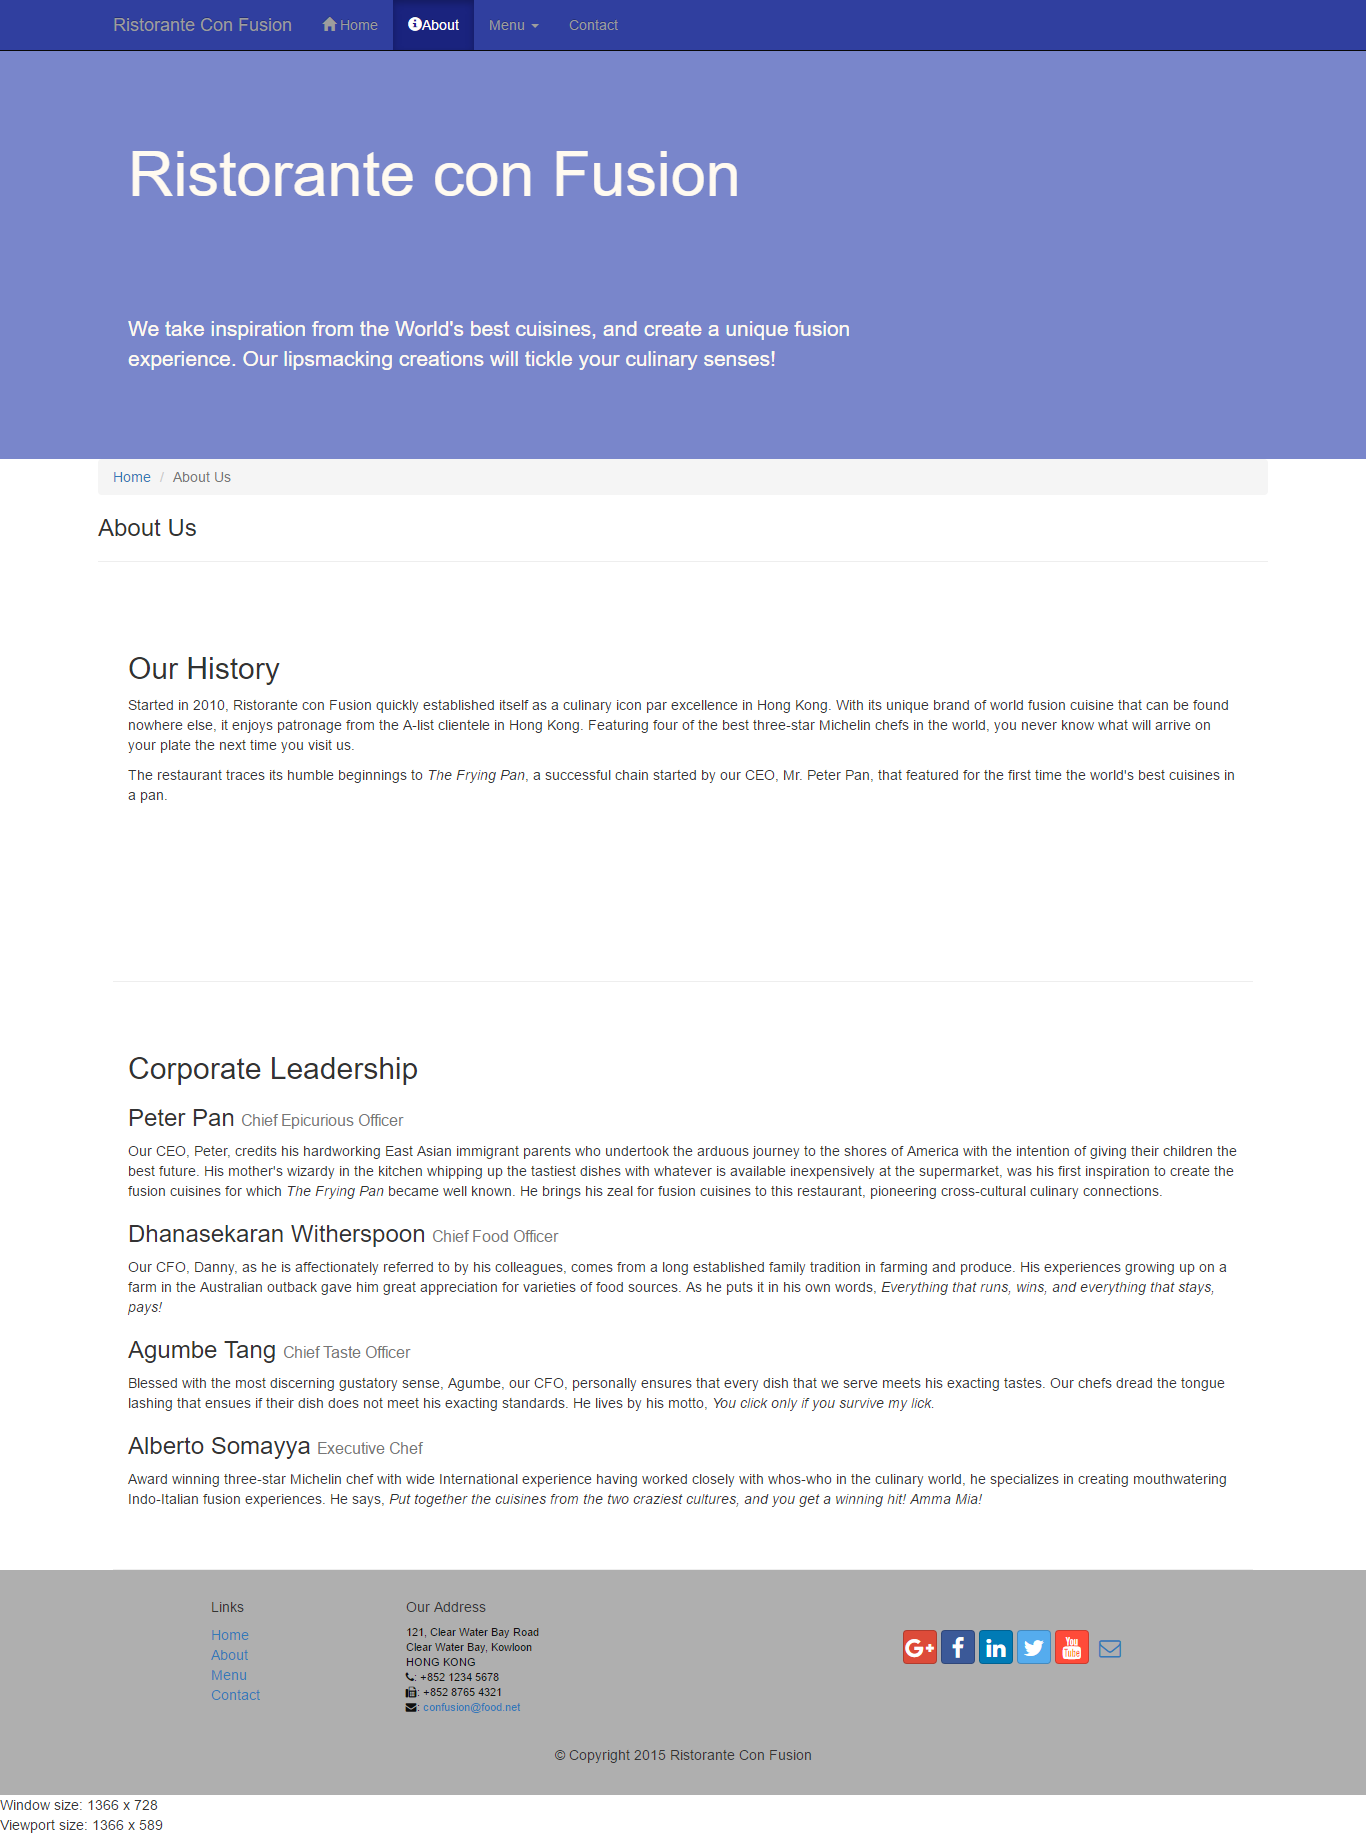 Ristorante Con Fusion Home About Menu Contact
Ristorante con Fusion
We take inspiration from the World's best cuisines, and create a unique fusion
experience. Our lipsmacking creations will tickle your culinary senses!
Home / About Us
About Us
Our History
Started in 2010, Ristorante con Fusion quickly established itself as a culinary icon par excellence in Hong Kong. With its unique brand of world fusion cuisine that can be found
nowhere else, it enjoys patronage from the A-list clientele in Hong Kong. Featuring four of the best three-star Michelin chefs in the world, you never know what will arrive on
your plate the next time you visit us.
The restaurant traces its humble beginnings to The Frying Pan, a successful chain started by our CEO, Mr. Peter Pan, that featured for the first time the world's best cuisines in
a pan.
Corporate Leadership
Peter Pan Chief Epicurious Officer
Our CEO, Peter, credits his hardworking East Asian immigrant parents who undertook the arduous journey to the shores of America with the intention of giving their children the
best future. His mother's wizardy in the kitchen whipping up the tastiest dishes with whatever is available inexpensively at the supermarket, was his first inspiration to create the
fusion cuisines for which The Frying Pan became well known. He brings his zeal for fusion cuisines to this restaurant, pioneering cross-cultural culinary connections.
Dhanasekaran Witherspoon Chief Food Officer
Our CFO, Danny, as he is affectionately referred to by his colleagues, comes from a long established family tradition in farming and produce. His experiences growing up on a
farm in the Australian outback gave him great appreciation for varieties of food sources. As he puts it in his own words, Everything that runs, wins, and everything that stays,
pays!
Agumbe Tang Chief Taste Officer
Blessed with the most discerning gustatory sense, Agumbe, our CFO, personally ensures that every dish that we serve meets his exacting tastes. Our chefs dread the tongue
lashing that ensues if their dish does not meet his exacting standards. He lives by his motto, You click only if you survive my lick.
Alberto Somayya Executive Chef
Award winning three-star Michelin chef with wide International experience having worked closely with whos-who in the culinary world, he specializes in creating mouthwatering
Indo-Italian fusion experiences. He says, Put together the cuisines from the two craziest cultures, and you get a winning hit! Amma Mia!
Links
Home
About
Menu
Contact
Our Address
121, Clear Water Bay Road
Clear Water Bay, Kowloon
HONG KONG
: +852 1234 5678
: +852 8765 4321
: confusion@food.net
G+ f in You Tube
© Copyright 2015 Ristorante Con Fusion
Window size: 1366 x 728
Viewport size: 1366 x 589